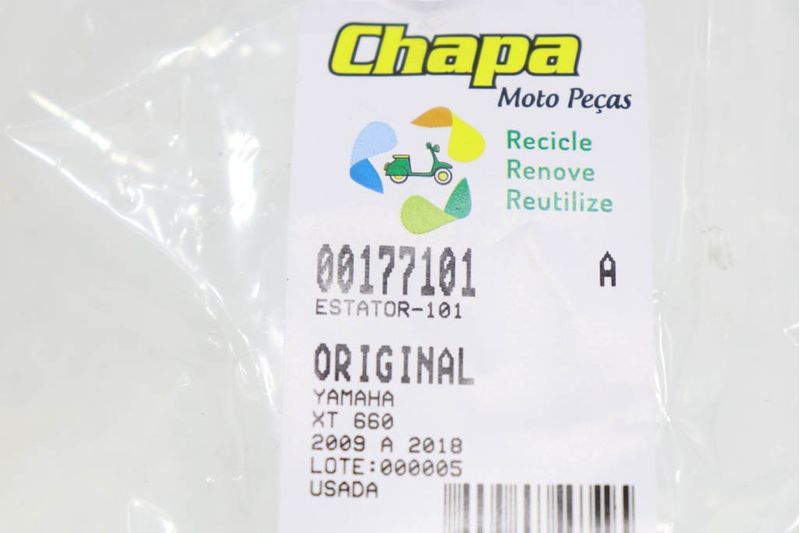 Chapa
Moto Peças
Recicle
Renove
Reutilize
00177101 A
ESTATOR-101
ORIGINAL
YAMAHA
XT 660
2009 A 2018
LOTE:000005
USADA